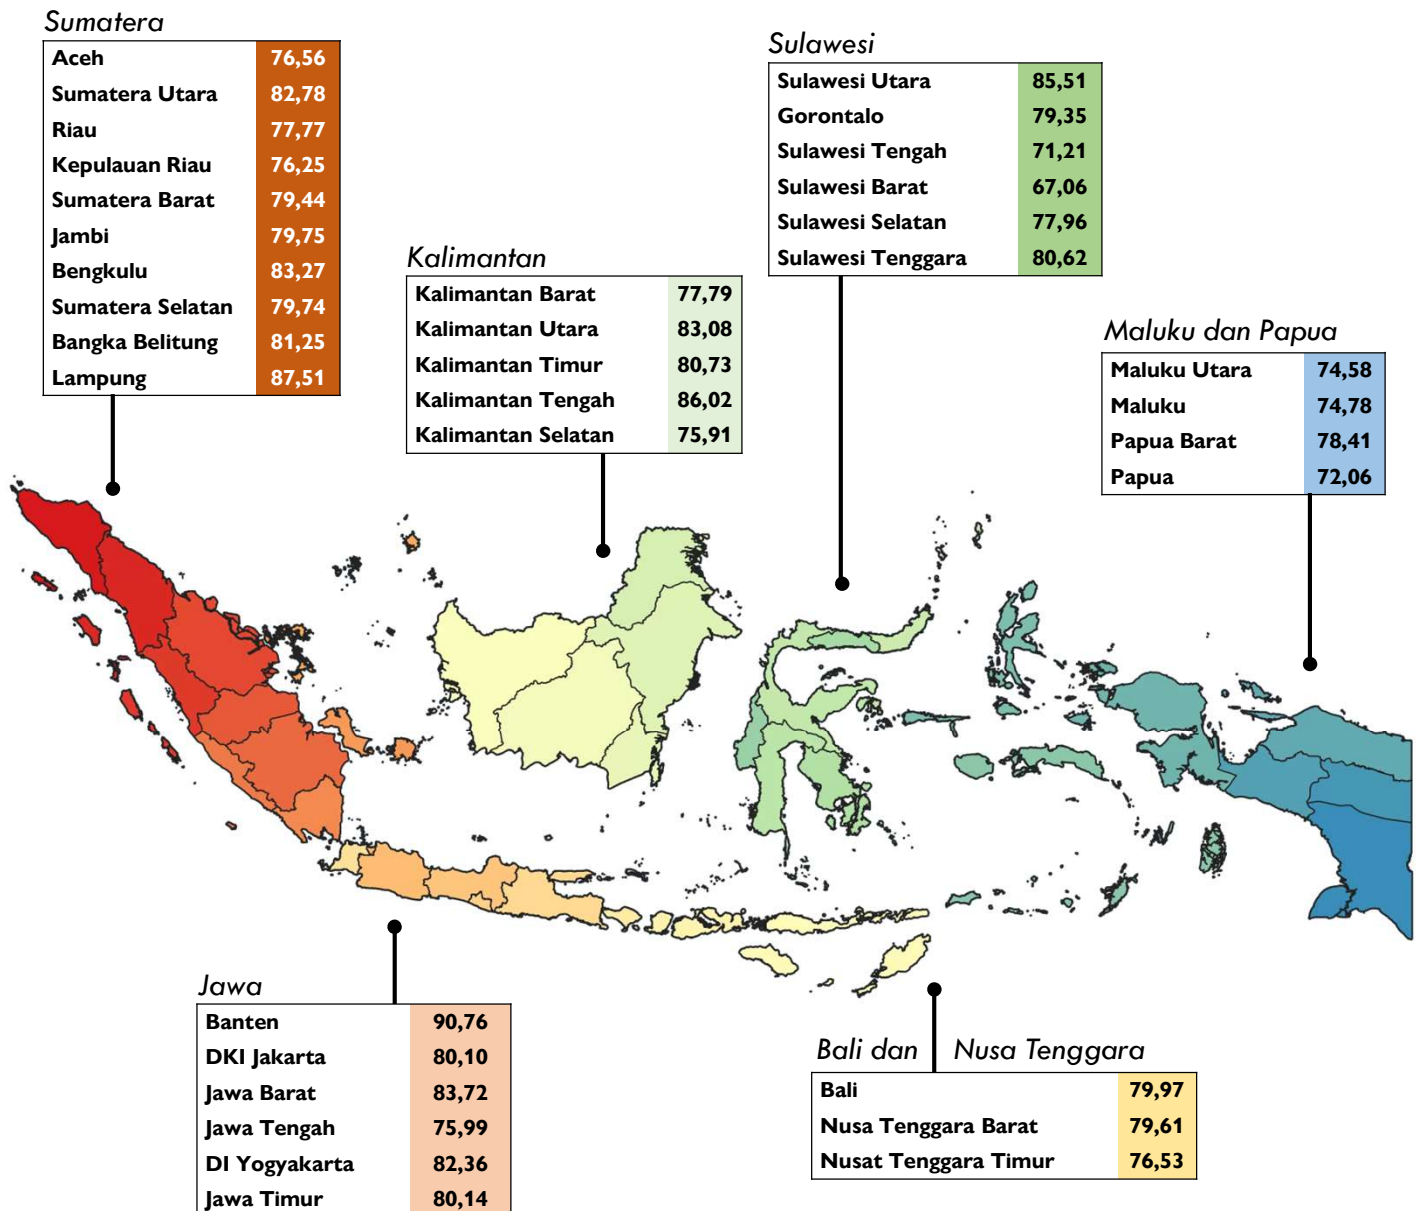 Sumatera
Aceh 76,56
Sumatera Utara 82,78
Riau 77,77
Kepulauan Riau 76,25
Sumatera Barat 79,44
Jambi 79,75
Bengkulu 83,27
Sumatera Selatan 79,74
Bangka Belitung 81,25
Lampung 87,51
Kalimantan
Kalimantan Barat 77,79
Kalimantan Utara 83,08
Kalimantan Timur 80,73
Kalimantan Tengah 86,02
Kalimantan Selatan 75,91
Sulawesi
Sulawesi Utara 85,51
Gorontalo 79,35
Sulawesi Tengah 71,21
Sulawesi Barat 67,06
Sulawesi Selatan 77,96
Sulawesi Tenggara 80,62
Maluku dan Papua
Maluku Utara 74,58
Maluku 74,78
Papua Barat 78,41
Papua 72,06
Jawa
Banten 90,76
DKI Jakarta 80,10
Jawa Barat 83,72
Jawa Tengah 75,99
DI Yogyakarta 82,36
Jawa Timur 80,14
Bali dan Nusa Tenggara
Bali 79,97
Nusa Tenggara Barat 79,61
Nusat Tenggara Timur 76,53